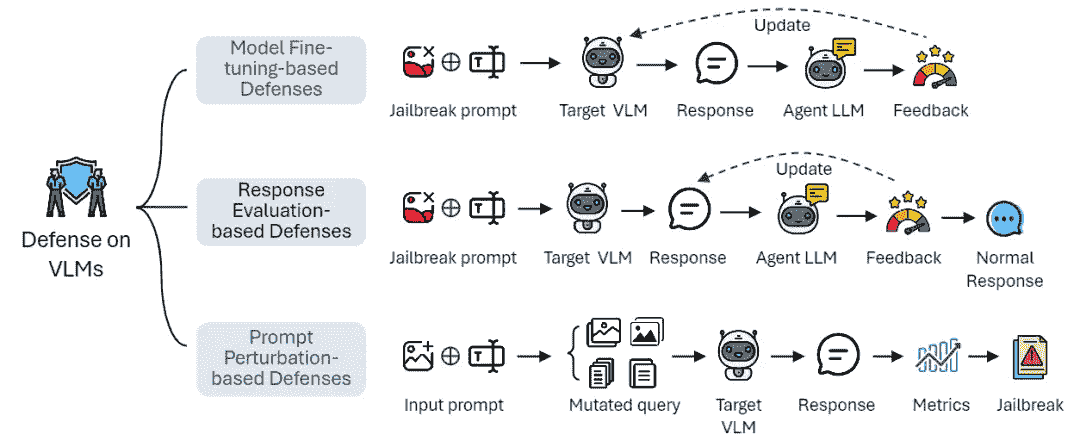 Model Fine-
tuning-based
Defenses
Update
Jailbreak prompt
Target VLM
Response
Agent LLM
Feedback
Defense on
VLMs
Response
Evaluation-
based Defenses
Update
Jailbreak prompt
Target VLM
Response
Agent LLM
Feedback
Normal
Response
Prompt
Perturbation-
based Defenses
Input prompt
Mutated query
Target
VLM
Response
Metrics
Jailbreak